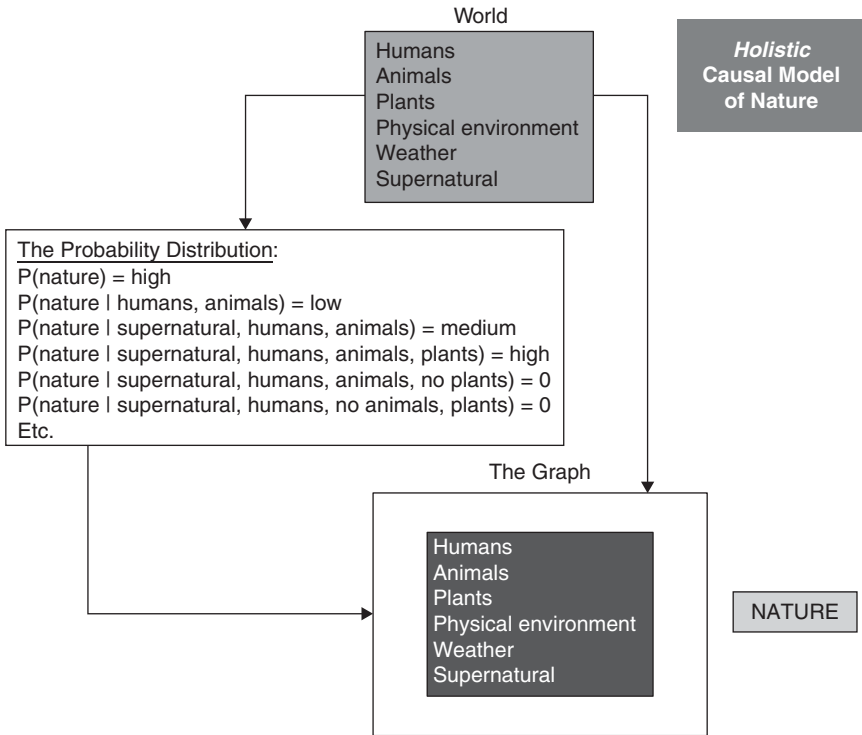 World
Humans
Animals
Plants
Physical environment
Weather
Supernatural
Holistic
Causal Model
of Nature
The Probability Distribution:
P(nature) = high
P(nature | humans, animals) = low
P(nature | supernatural, humans, animals) = medium
P(nature | supernatural, humans, animals, plants) = high
P(nature | supernatural, humans, animals, no plants) = 0
P(nature | supernatural, humans, no animals, plants) = 0
Etc.
The Graph
Humans
Animals
Plants
Physical environment
Weather
Supernatural
NATURE